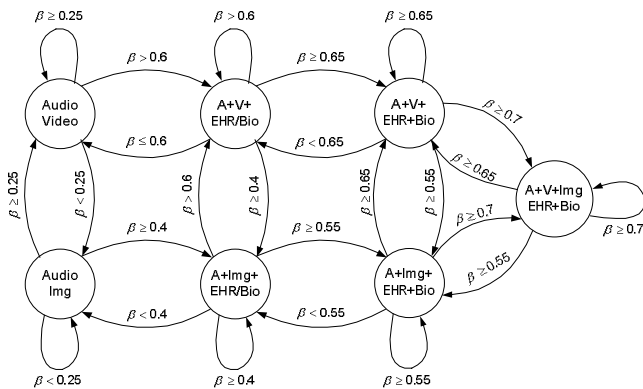 β ≥ 0.25
β > 0.6
β ≥ 0.65
β > 0.6
β ≥ 0.65
Audio
Video
A+V+
EHR/Bio
A+V+
EHR+Bio
β ≥ 0.7
β ≤ 0.6
β < 0.65
β ≥ 0.65
β ≥ 0.25
β < 0.25
β > 0.6
β ≥ 0.4
β ≥ 0.65
β ≥ 0.55
A+V+Img
EHR+Bio
β ≥ 0.7
β ≥ 0.7
β ≥ 0.4
β ≥ 0.55
β ≥ 0.55
Audio
Img
A+Img+
EHR/Bio
A+Img+
EHR+Bio
β < 0.4
β < 0.55
β < 0.25
β ≥ 0.4
β ≥ 0.55